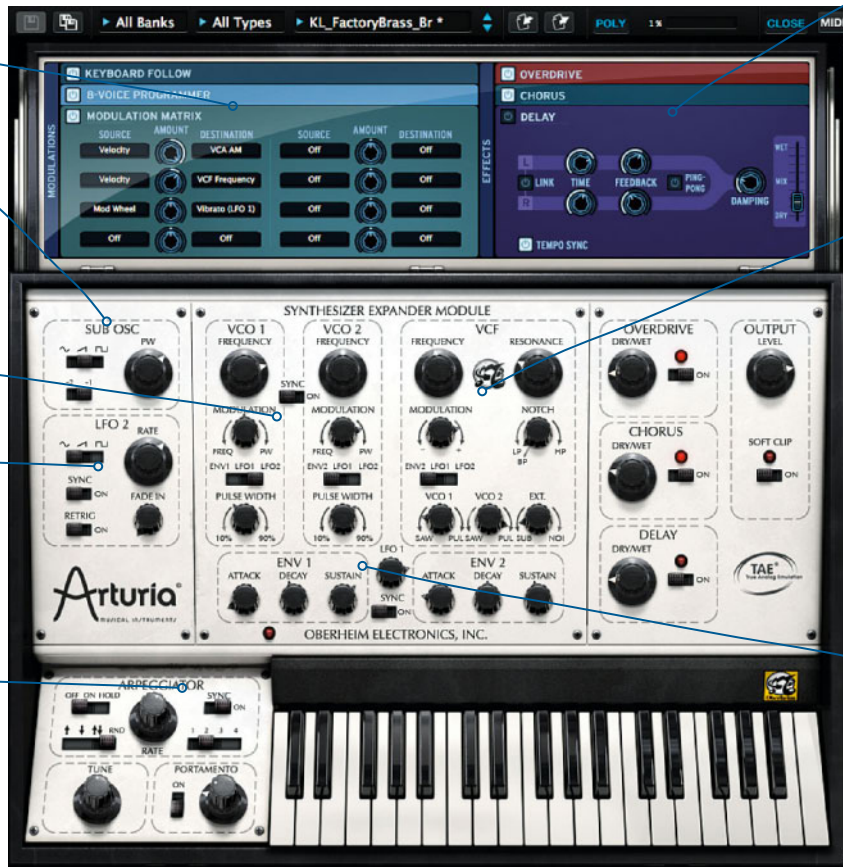 All Banks All Types KL_FactoryBrass_Br * POLY 1% CLOSE MIDI
MODULATIONS
KEYBOARD FOLLOW
8-VOICE PROGRAMMER
MODULATION MATRIX
SOURCE AMOUNT DESTINATION SOURCE AMOUNT DESTINATION
Velocity VCA AM Off Off
Velocity VCF Frequency Off Off
Mod Wheel Vibrato (LFO 1) Off Off
Off Off Off Off
EFFECTS
OVERDRIVE
CHORUS
DELAY
L
R
LINK TIME FEEDBACK PING-PONG DAMPING
WET
MIX
DRY
TEMPO SYNC
SYNTHESIZER EXPANDER MODULE
SUB OSC
PW
-2 -1
LFO 2
RATE
SYNC
ON
FADE IN
RETRIG
ON
Arturia®
MUSICAL INSTRUMENTS
VCO 1
FREQUENCY
SYNC
ON
MODULATION
FREQ PW
ENV1 LFO1 LFO2
PULSE WIDTH
10% 90%
VCO 2
FREQUENCY
MODULATION
FREQ PW
ENV2 LFO1 LFO2
PULSE WIDTH
10% 90%
VCF
FREQUENCY RESONANCE
MODULATION
- +
ENV2 LFO1 LFO2
NOTCH
LP HP
BP
VCO 1 VCO 2 EXT.
SAW PUL SAW PUL SUB NOI
ENV 1
ATTACK DECAY SUSTAIN
LFO 1
SYNC
ON
ENV 2
ATTACK DECAY SUSTAIN
OBERHEIM ELECTRONICS, INC.
OVERDRIVE
DRY/WET
ON
CHORUS
DRY/WET
ON
DELAY
DRY/WET
ON
OUTPUT
LEVEL
SOFT CLIP
ON
TAE®
True Analog Emulation
ARPEGGIATOR
OFF ON HOLD
SYNC
ON
RND
RATE
1 2 3 4
TUNE
PORTAMENTO
ON